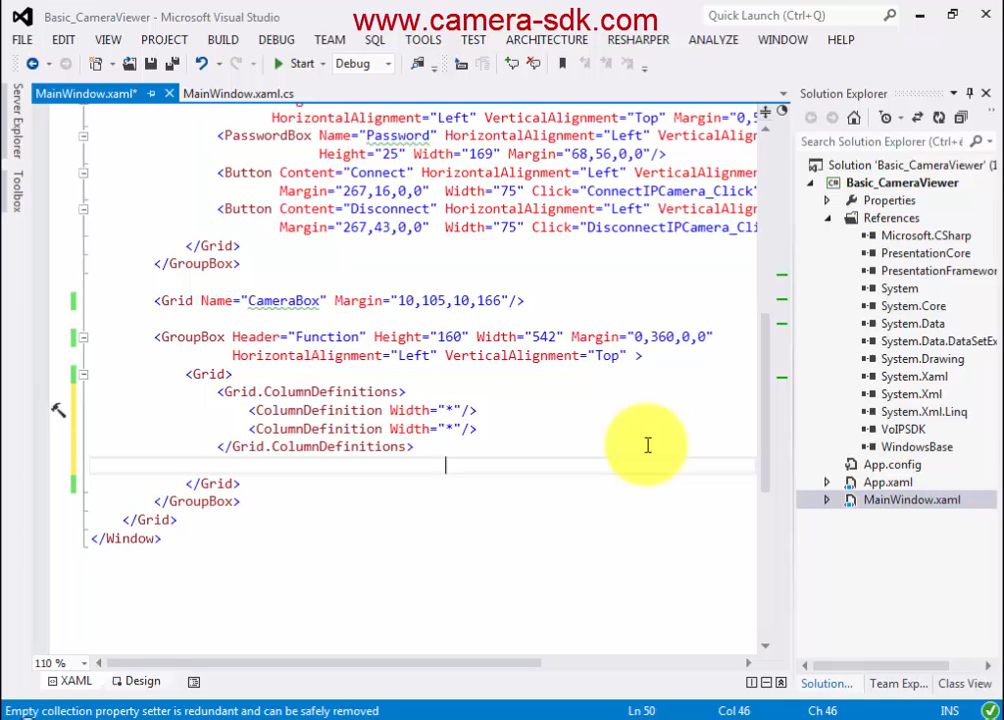 www.camera-sdk.com
Basic_CameraViewer - Microsoft Visual Studio
Quick Launch (Ctrl+Q)
FILE EDIT VIEW PROJECT BUILD DEBUG TEAM SQL TOOLS TEST ARCHITECTURE RESHARPER ANALYZE WINDOW HELP
Start Debug
Server Explorer
Toolbox
MainWindow.xaml* MainWindow.xaml.cs
HorizontalAlignment="Left" VerticalAlignment="Top" Margin="0,5
<PasswordBox Name="Password" HorizontalAlignment="Left" VerticalAlignm
Height="25" Width="169" Margin="68,56,0,0"/>
<Button Content="Connect" HorizontalAlignment="Left" VerticalAlignm
Margin="267,16,0,0" Width="75" Click="ConnectIPCamera_Click"
<Button Content="Disconnect" HorizontalAlignment="Left" VerticalAlig
Margin="267,43,0,0" Width="75" Click="DisconnectIPCamera_Cli
</Grid>
</GroupBox>
<Grid Name="CameraBox" Margin="10,105,10,166"/>
<GroupBox Header="Function" Height="160" Width="542" Margin="0,360,0,0"
HorizontalAlignment="Left" VerticalAlignment="Top" >
<Grid>
<Grid.ColumnDefinitions>
<ColumnDefinition Width="*"/>
<ColumnDefinition Width="*"/>
</Grid.ColumnDefinitions>
</Grid>
</GroupBox>
</Grid>
</Window>
110 %
XAML Design
Solution Explorer
Search Solution Explorer (Ctrl+
Solution 'Basic_CameraViewer' (1
Basic_CameraViewer
Properties
References
Microsoft.CSharp
PresentationCore
PresentationFramewo
System
System.Core
System.Data
System.Data.DataSetEx
System.Drawing
System.Xaml
System.Xml
System.Xml.Linq
VoIPSDK
WindowsBase
App.config
App.xaml
MainWindow.xaml
Solution... Team Exp... Class View
Empty collection property setter is redundant and can be safely removed Ln 50 Col 46 Ch 46 INS